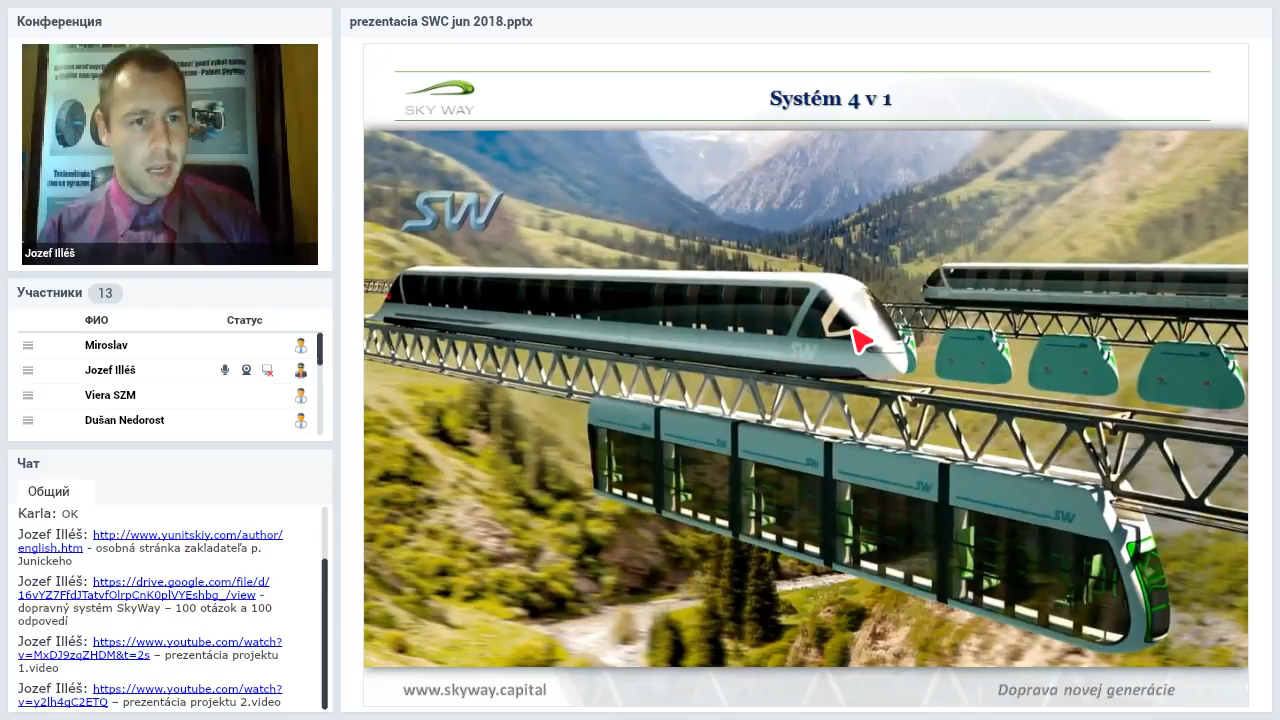 Конференция
Jozef Illéš
Участники 13
ФИО Статус
Miroslav
Jozef Illéš
Viera SZM
Dušan Nedorost
Чат
Общий
Karla: OK
Jozef Illéš: http://www.yunitskiy.com/author/
english.htm - osobná stránka zakladateľa p.
Junickeho
Jozef Illéš: https://drive.google.com/file/d/
16vYZ7FfdJTatvfOlrpCnK0plVYEshbg_/view -
dopravný systém SkyWay – 100 otázok a 100
odpovedí
Jozef Illéš: https://www.youtube.com/watch?
v=MxDJ9zqZHDM&t=2s – prezentácia projektu
1.video
Jozef Illéš: https://www.youtube.com/watch?
v=y2lh4qC2ETQ – prezentácia projektu 2.video
prezentacia SWC jun 2018.pptx
SKY WAY
Systém 4 v 1
SW
SW
SW
SW
SW
SW
SW
www.skyway.capital
Doprava novej generácie